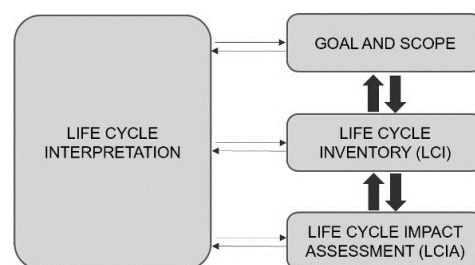 GOAL AND SCOPE
LIFE CYCLE
INTERPRETATION
LIFE CYCLE
INVENTORY (LCI)
LIFE CYCLE IMPACT
ASSESSMENT (LCIA)